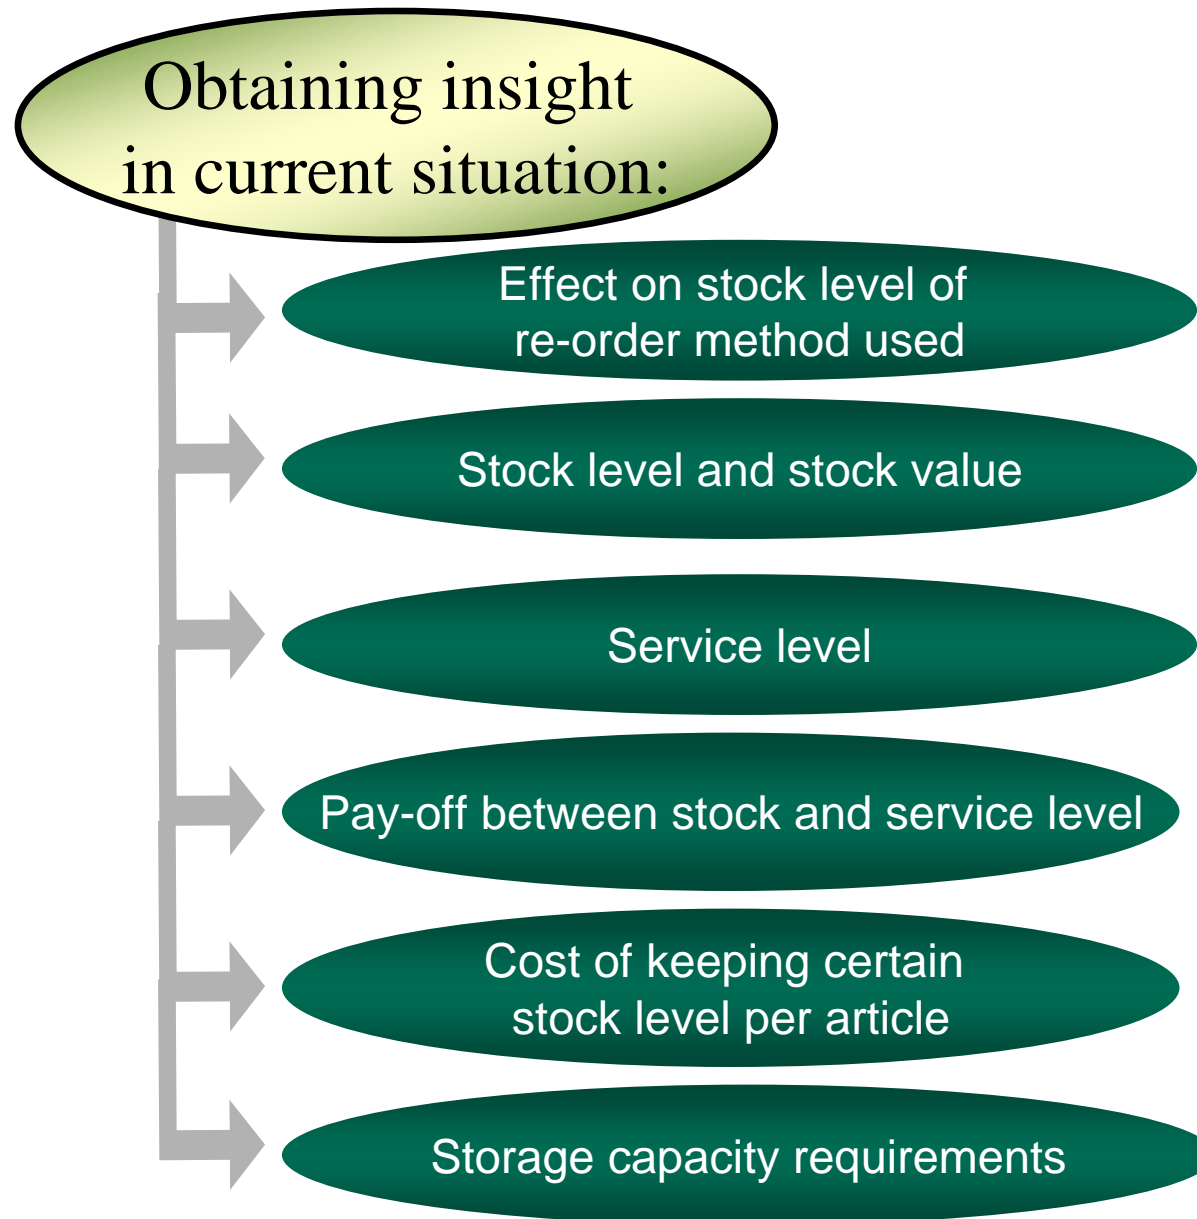 Obtaining insight
in current situation:
Effect on stock level of
re-order method used
Stock level and stock value
Service level
Pay-off between stock and service level
Cost of keeping certain
stock level per article
Storage capacity requirements